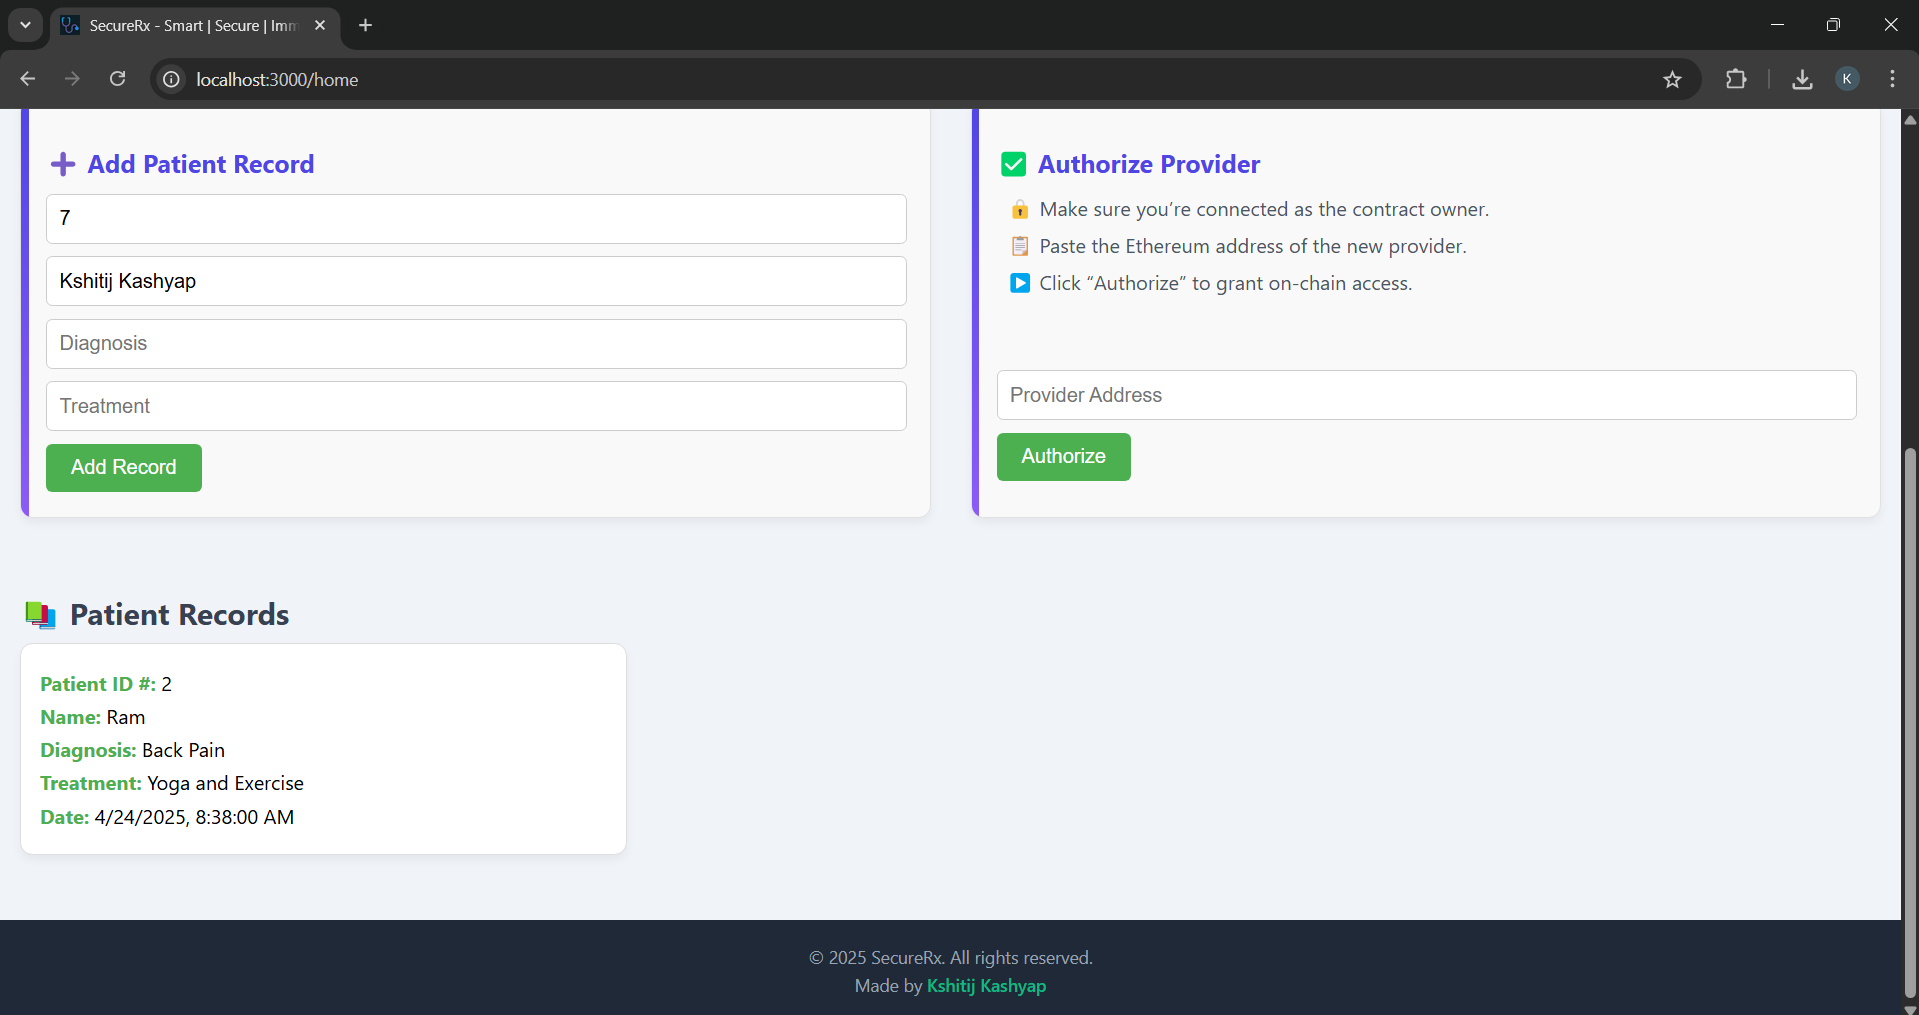 SecureRx - Smart | Secure | Imm
localhost:3000/home
K
Add Patient Record
7
Kshitij Kashyap
Diagnosis
Treatment
Add Record
Authorize Provider
Make sure you’re connected as the contract owner.
Paste the Ethereum address of the new provider.
Click “Authorize” to grant on-chain access.
Provider Address
Authorize
Patient Records
Patient ID #: 2
Name: Ram
Diagnosis: Back Pain
Treatment: Yoga and Exercise
Date: 4/24/2025, 8:38:00 AM
© 2025 SecureRx. All rights reserved.
Made by Kshitij Kashyap